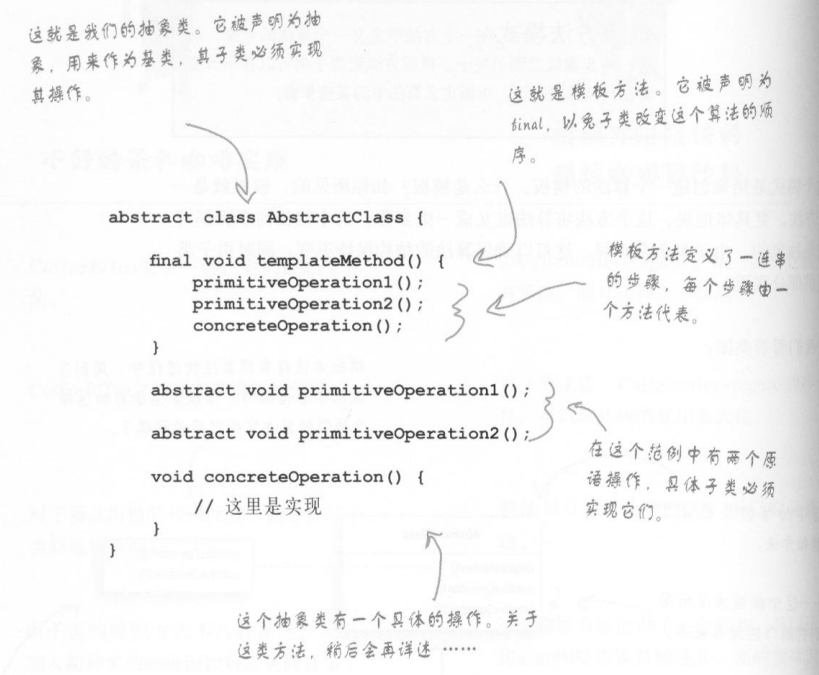 这就是我们的抽象类。它被声明为抽
象，用来作为基类，其子类必须实现
其操作。
这就是模板方法。它被声明为
final，以免子类改变这个算法的顺
序。
abstract class AbstractClass {
final void templateMethod() {
primitiveOperation1();
primitiveOperation2();
concreteOperation();
}
模板方法定义了一连串
的步骤，每个步骤由一
个方法代表。
abstract void primitiveOperation1();
abstract void primitiveOperation2();
在这个范例中有两个原
语操作，具体子类必须
实现它们。
void concreteOperation() {
// 这里是实现
}
}
这个抽象类有一个具体的操作。关于
这类方法，稍后会再详述……